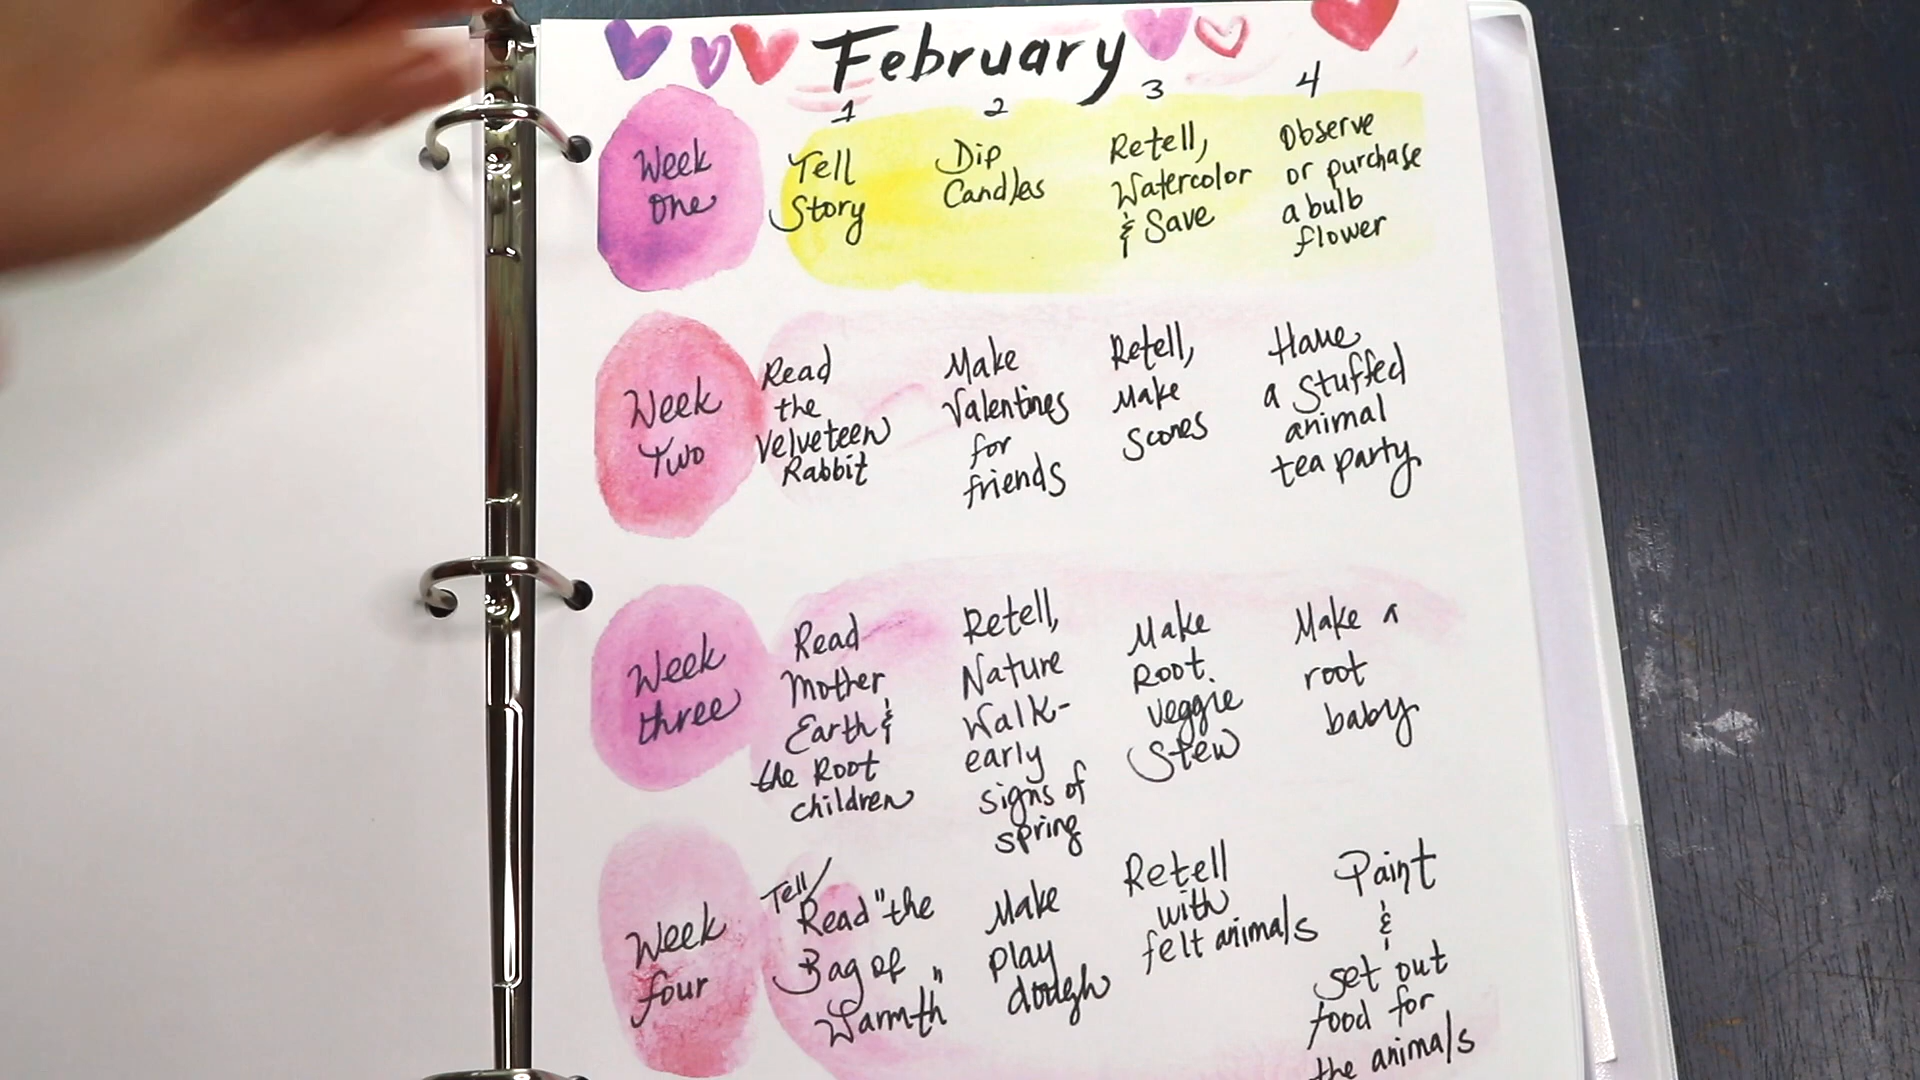 February
1
2
3
4
Week
One
Tell
Story
Dip
Candles
Retell,
Watercolor
& Save
Observe
or purchase
a bulb
flower
Week
Two
Read
the
Velveteen
Rabbit
Make
Valentines
for
friends
Retell,
Make
Scones
Have
a Stuffed
animal
tea party
Week
three
Read
Mother
Earth &
the Root
children
Retell,
Nature
Walk-
early
signs of
spring
Make
Root
veggie
Stew
Make a
root
baby
Week
four
Tell/
Read "the
Bag of
Warmth"
Make
play
dough
Retell
with
felt animals
Paint
&
set out
food for
the animals